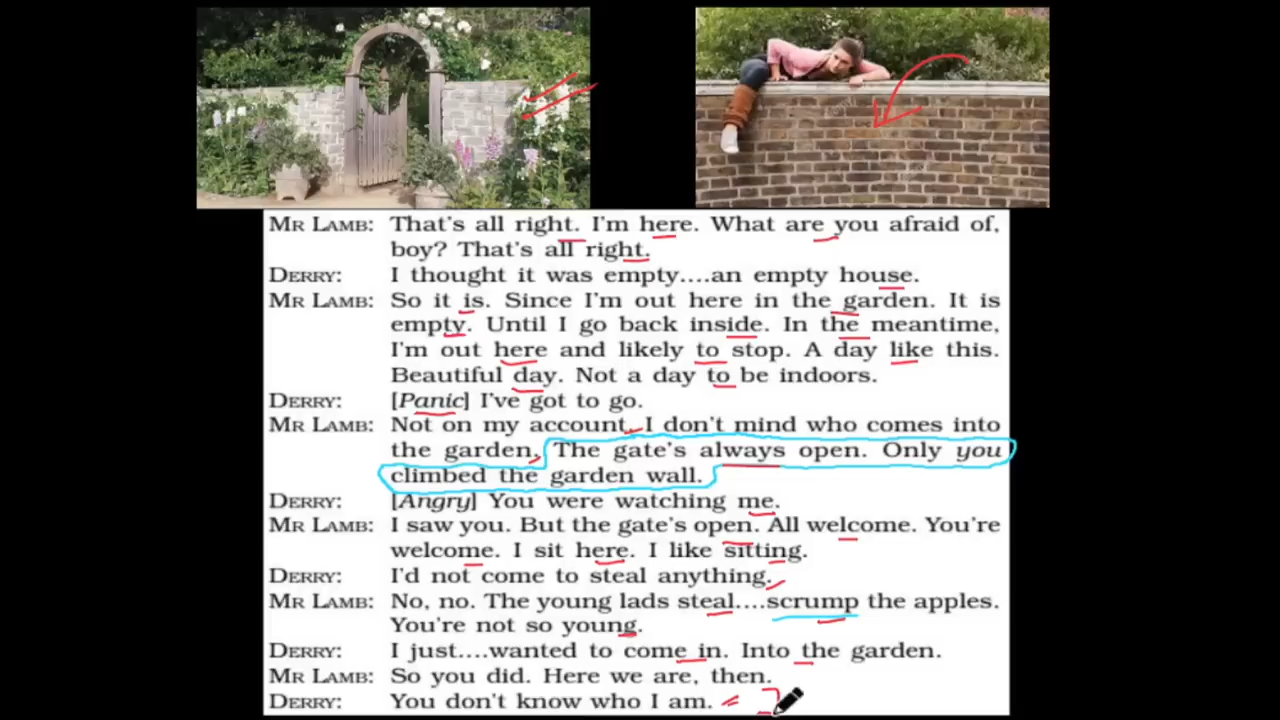 MR LAMB: That's all right. I'm here. What are you afraid of,
boy? That's all right.
DERRY: I thought it was empty....an empty house.
MR LAMB: So it is. Since I'm out here in the garden. It is
empty. Until I go back inside. In the meantime,
I'm out here and likely to stop. A day like this.
Beautiful day. Not a day to be indoors.
DERRY: [Panic] I've got to go.
MR LAMB: Not on my account. I don't mind who comes into
the garden. The gate's always open. Only you
climbed the garden wall.
DERRY: [Angry] You were watching me.
MR LAMB: I saw you. But the gate's open. All welcome. You're
welcome. I sit here. I like sitting.
DERRY: I'd not come to steal anything.
MR LAMB: No, no. The young lads steal....scrump the apples.
You're not so young.
DERRY: I just....wanted to come in. Into the garden.
MR LAMB: So you did. Here we are, then.
DERRY: You don't know who I am.